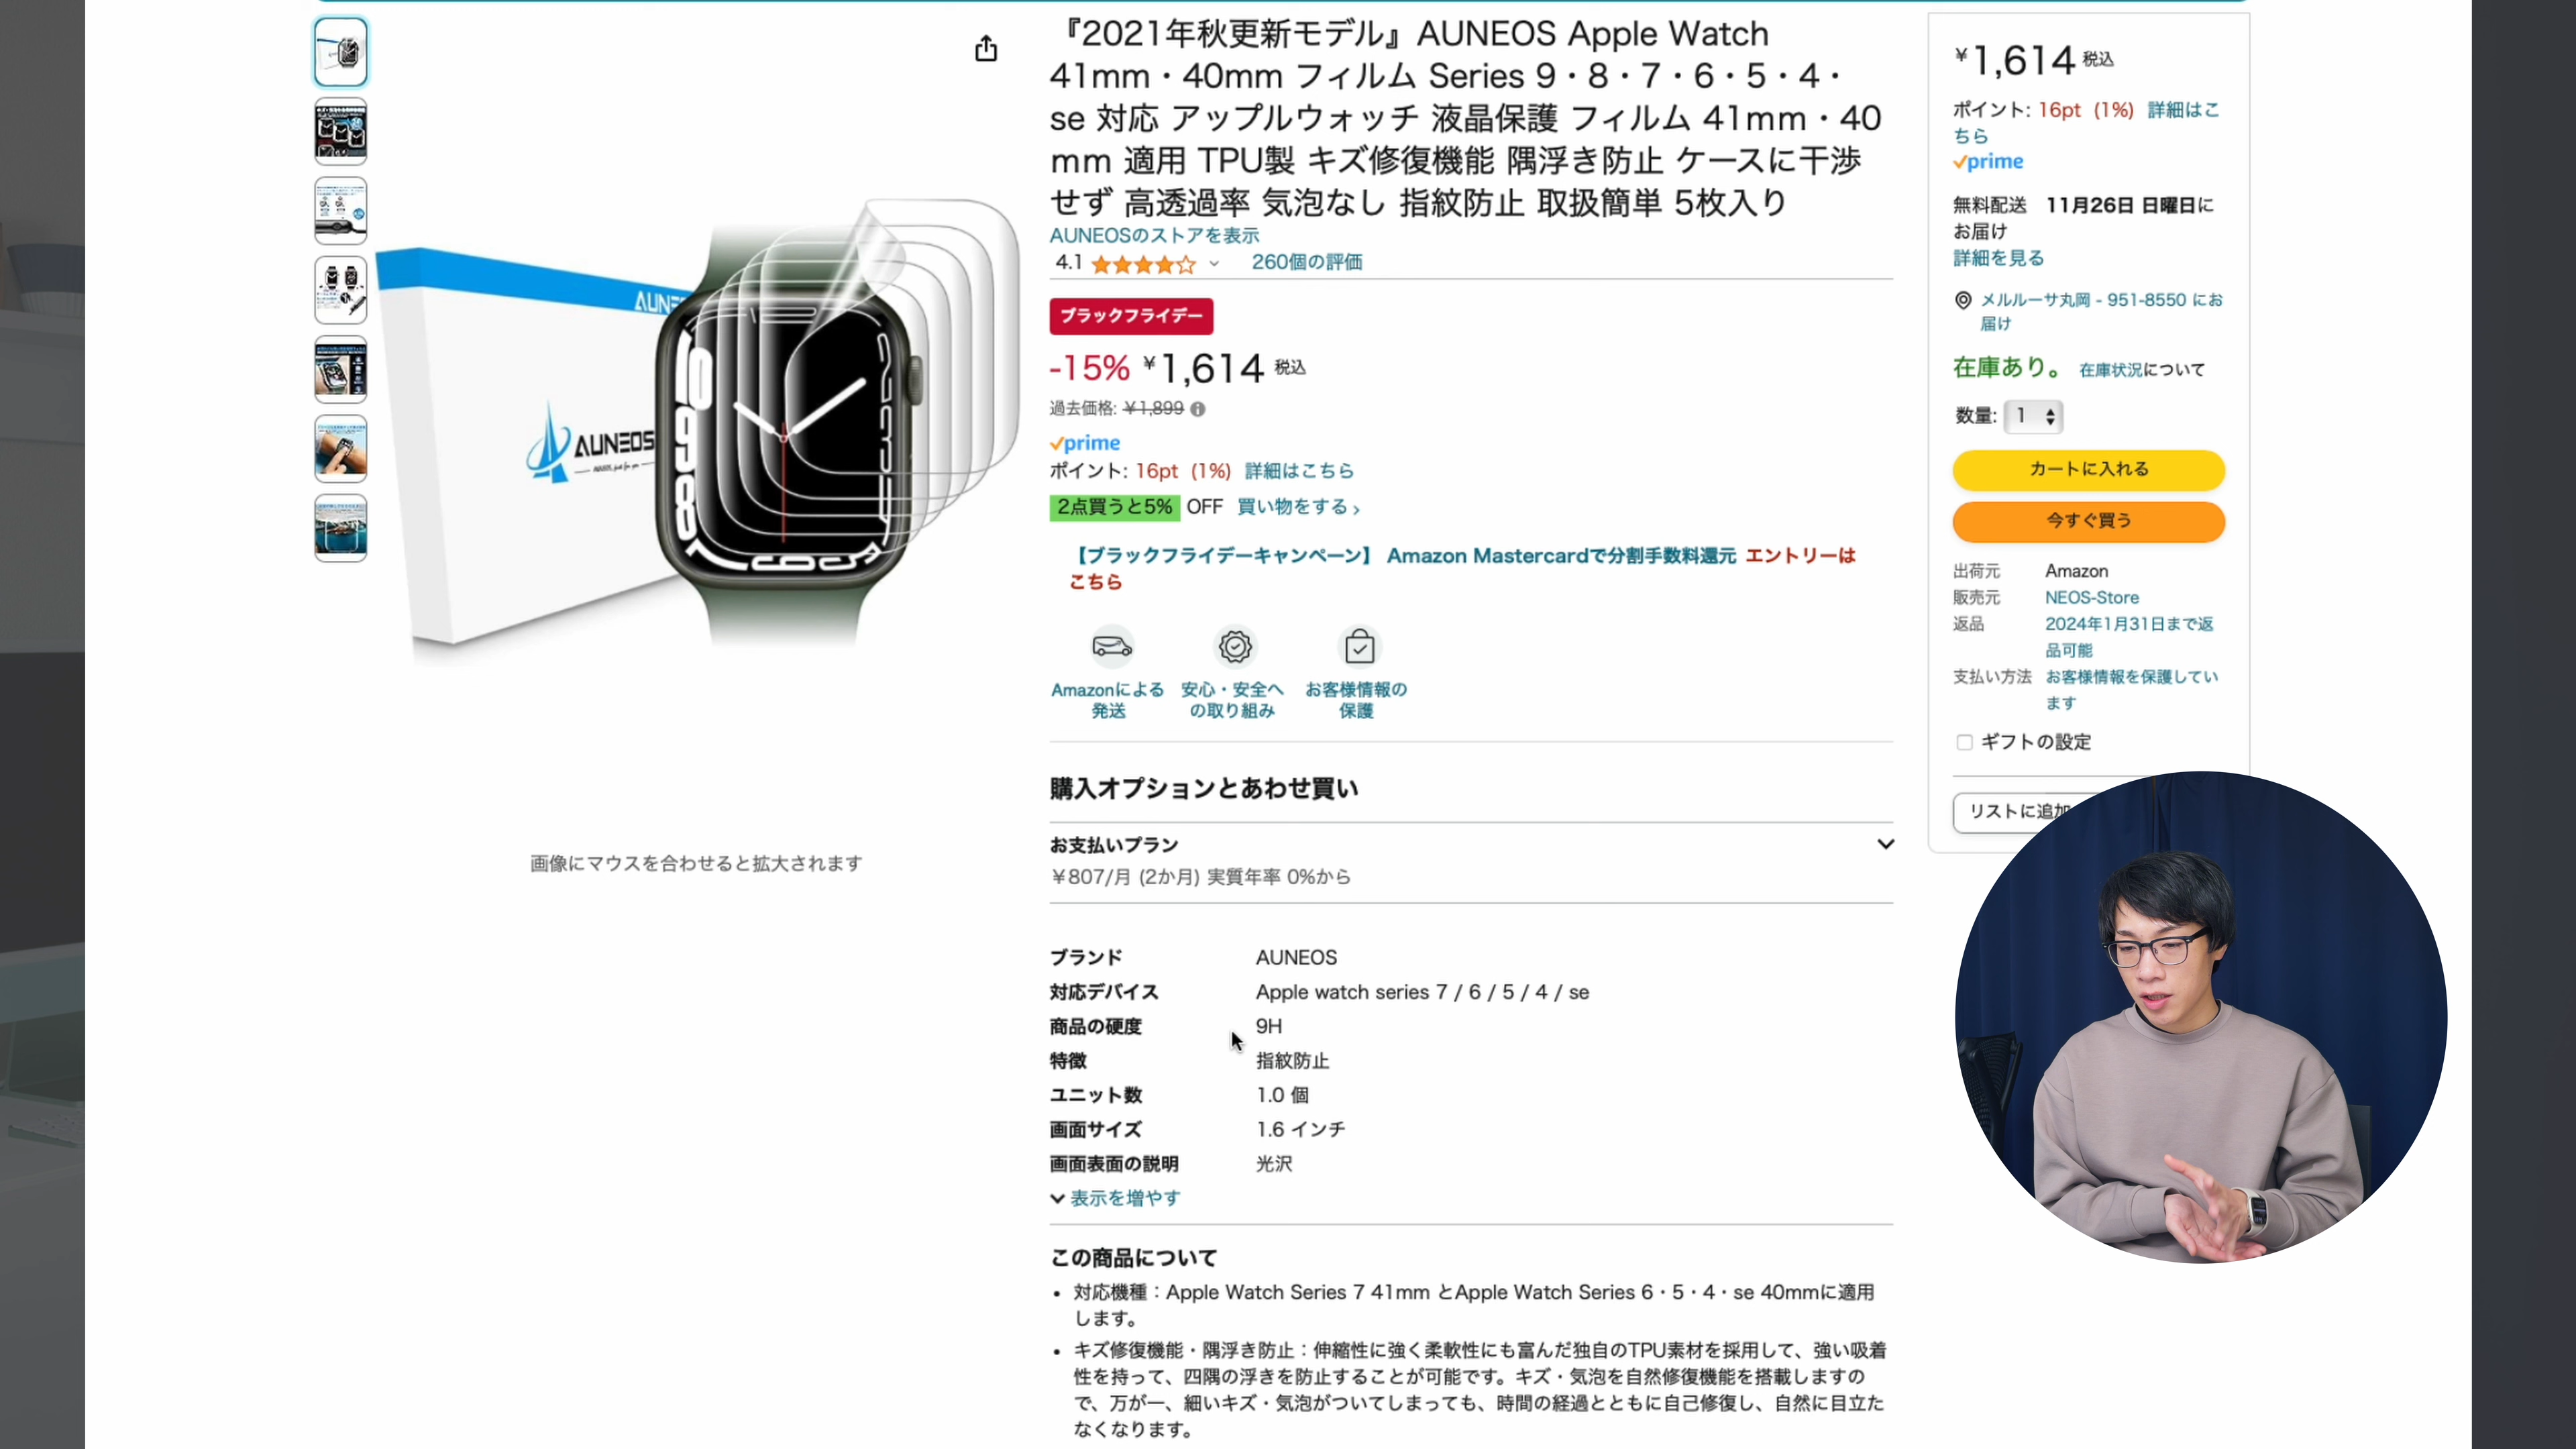 『2021年秋更新モデル』AUNEOS Apple Watch
41mm・40mm フィルム Series 9・8・7・6・5・4・
se 対応 アップルウォッチ 液晶保護 フィルム 41mm・40
mm 適用 TPU製 キズ修復機能 隅浮き防止 ケースに干渉
せず 高透過率 気泡なし 指紋防止 取扱簡単 5枚入り
AUNEOSのストアを表示
4.1 260個の評価
ブラックフライデー
-15% ¥1,614 税込
過去価格: ¥1,899
prime
ポイント: 16pt (1%) 詳細はこちら
2点買うと5% OFF 買い物をする ›
【ブラックフライデーキャンペーン】 Amazon Mastercardで分割手数料還元 エントリーは
こちら
Amazonによる
発送
安心・安全へ
の取り組み
お客様情報の
保護
購入オプションとあわせ買い
お支払いプラン
¥807/月 (2か月) 実質年率 0%から
ブランド AUNEOS
対応デバイス Apple watch series 7 / 6 / 5 / 4 / se
商品の硬度 9H
特徴 指紋防止
ユニット数 1.0 個
画面サイズ 1.6 インチ
画面表面の説明 光沢
表示を増やす
この商品について
• 対応機種：Apple Watch Series 7 41mm とApple Watch Series 6・5・4・se 40mmに適用
します。
• キズ修復機能・隅浮き防止：伸縮性に強く柔軟性にも富んだ独自のTPU素材を採用して、強い吸着
性を持って、四隅の浮きを防止することが可能です。キズ・気泡を自然修復機能を搭載しますの
で、万が一、細いキズ・気泡がついてしまっても、時間の経過とともに自己修復し、自然に目立た
なくなります。
AUNE
AUNEOS
画像にマウスを合わせると拡大されます
¥1,614 税込
ポイント: 16pt (1%) 詳細はこ
ちら
prime
無料配送 11月26日 日曜日に
お届け
詳細を見る
メルルーサ丸岡 - 951-8550 にお
届け
在庫あり。 在庫状況について
数量: 1
カートに入れる
今すぐ買う
出荷元 Amazon
販売元 NEOS-Store
返品 2024年1月31日まで返
品可能
支払い方法 お客様情報を保護してい
ます
ギフトの設定
リストに追加